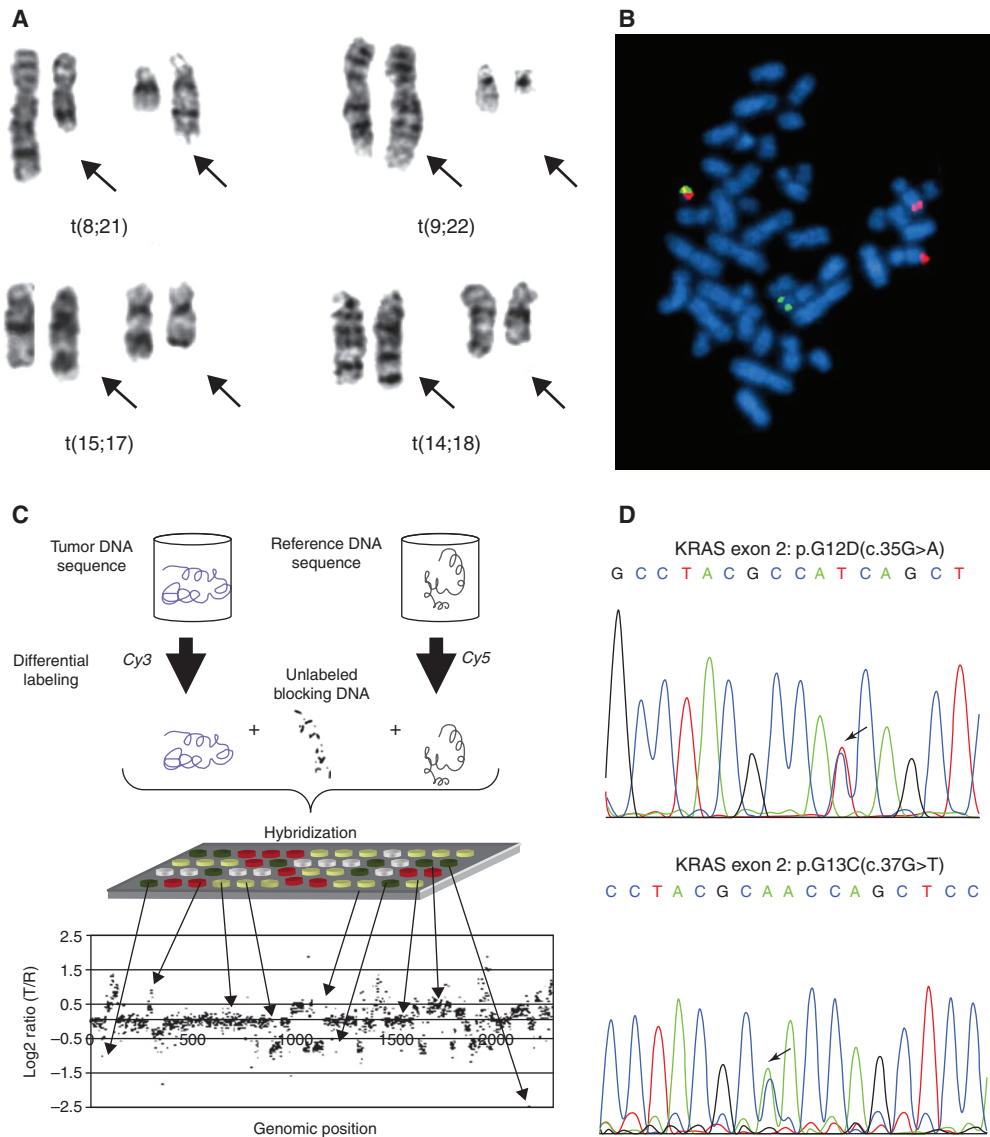 A
t(8;21)
t(9;22)
t(15;17)
t(14;18)
B
C
Tumor DNA
sequence
Reference DNA
sequence
Differential
labeling
Cy3
Unlabeled
blocking DNA
Cy5
+
+
Hybridization
Log2 ratio (T/R)
2.5
1.5
0.5
–0.5
–1.5
–2.5
0
500
1000
1500
2000
Genomic position
D
KRAS exon 2: p.G12D(c.35G>A)
G C C T A C G C C A T C A G C T
KRAS exon 2: p.G13C(c.37G>T)
C C T A C G C A A C C A G C T C C